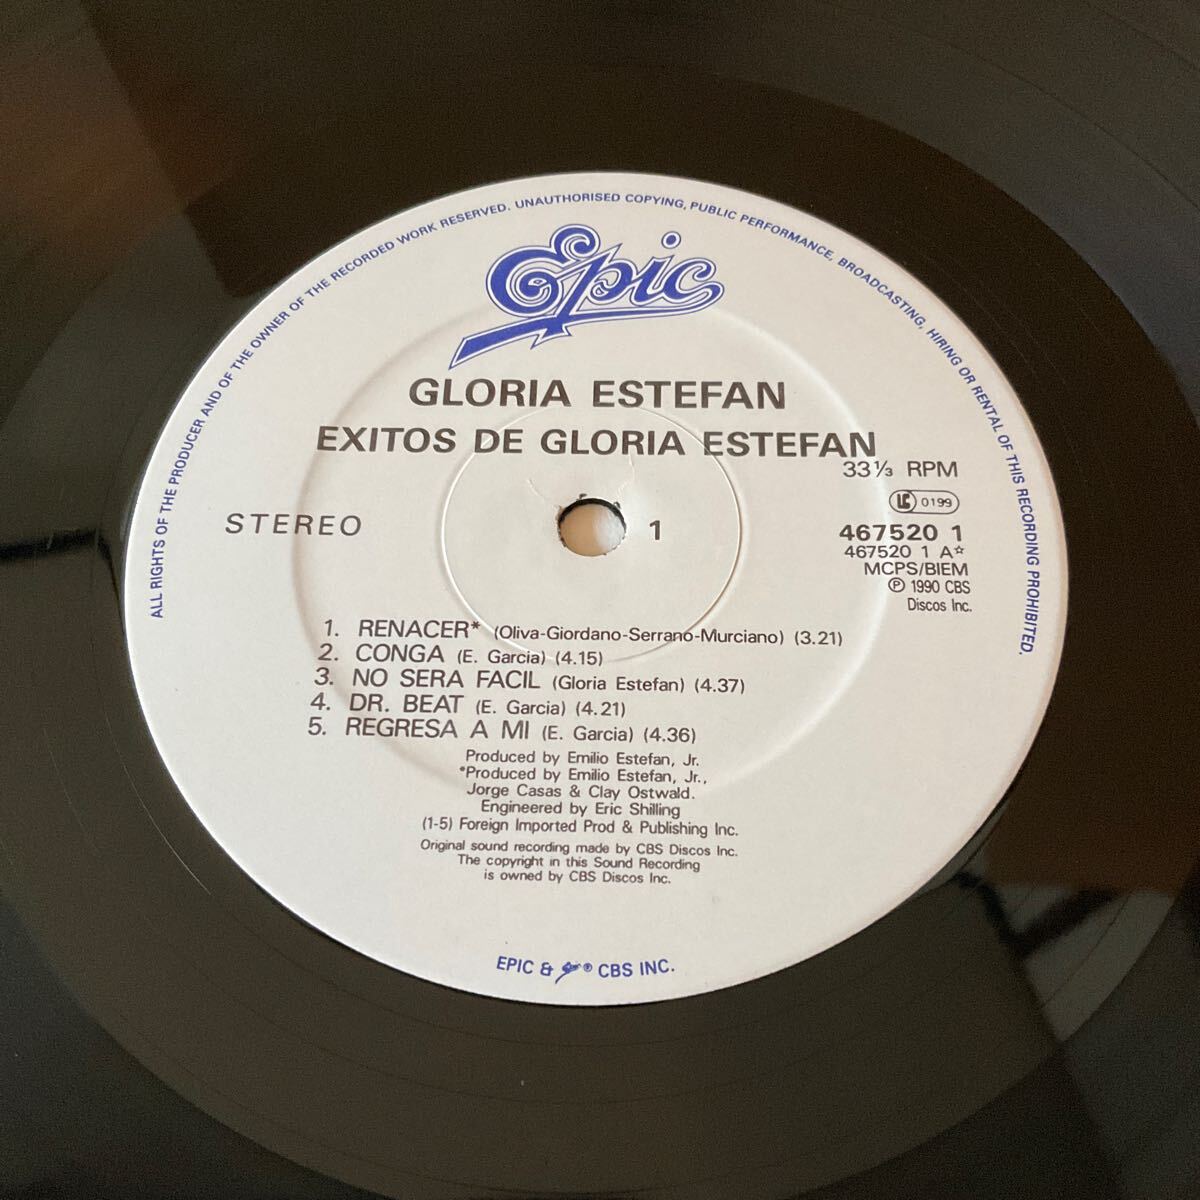 ALL RIGHTS OF THE PRODUCER AND OF THE OWNER OF THE RECORDED WORK RESERVED. UNAUTHORISED COPYING, PUBLIC PERFORMANCE, BROADCASTING, HIRING OR RENTAL OF THIS RECORDING PROHIBITED.
Epic
GLORIA ESTEFAN
EXITOS DE GLORIA ESTEFAN
33⅓ RPM
LC 0199
STEREO
1
467520 1
467520 1 A☆
MCPS/BIEM
℗ 1990 CBS
Discos Inc.
1. RENACER* (Oliva-Giordano-Serrano-Murciano) (3.21)
2. CONGA (E. Garcia) (4.15)
3. NO SERA FACIL (Gloria Estefan) (4.37)
4. DR. BEAT (E. Garcia) (4.21)
5. REGRESA A MI (E. Garcia) (4.36)
Produced by Emilio Estefan, Jr.
*Produced by Emilio Estefan, Jr.,
Jorge Casas & Clay Ostwald.
Engineered by Eric Shilling
(1-5) Foreign Imported Prod & Publishing Inc.
Original sound recording made by CBS Discos Inc.
The copyright in this Sound Recording
is owned by CBS Discos Inc.
EPIC & Epic ® CBS INC.